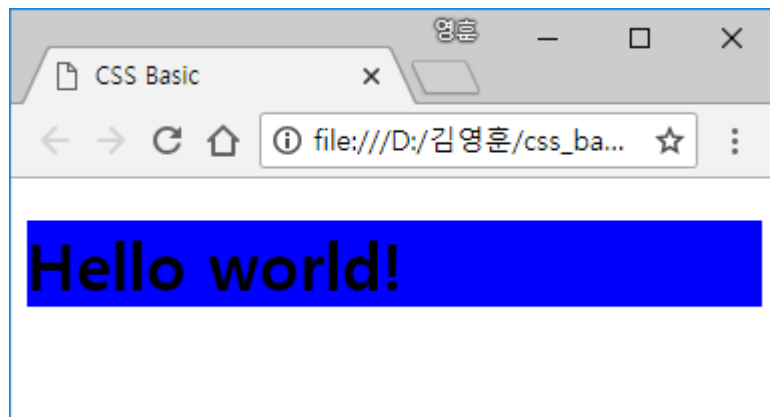 영훈
CSS Basic
file:///D:/김영훈/css_ba...
Hello world!